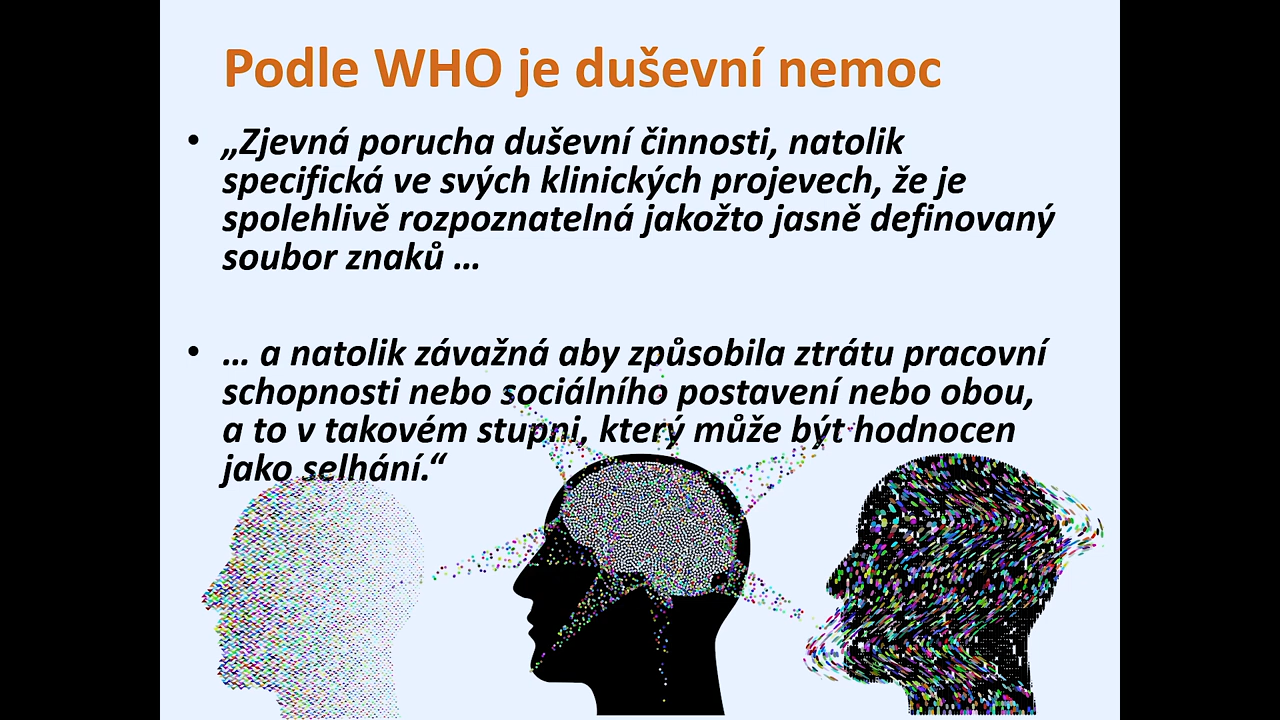 Podle WHO je duševní nemoc
• „Zjevná porucha duševní činnosti, natolik
specifická ve svých klinických projevech, že je
spolehlivě rozpoznatelná jakožto jasně definovaný
soubor znaků ...
• ... a natolik závažná aby způsobila ztrátu pracovní
schopnosti nebo sociálního postavení nebo obou,
a to v takovém stupni, který může být hodnocen
jako selhání.“